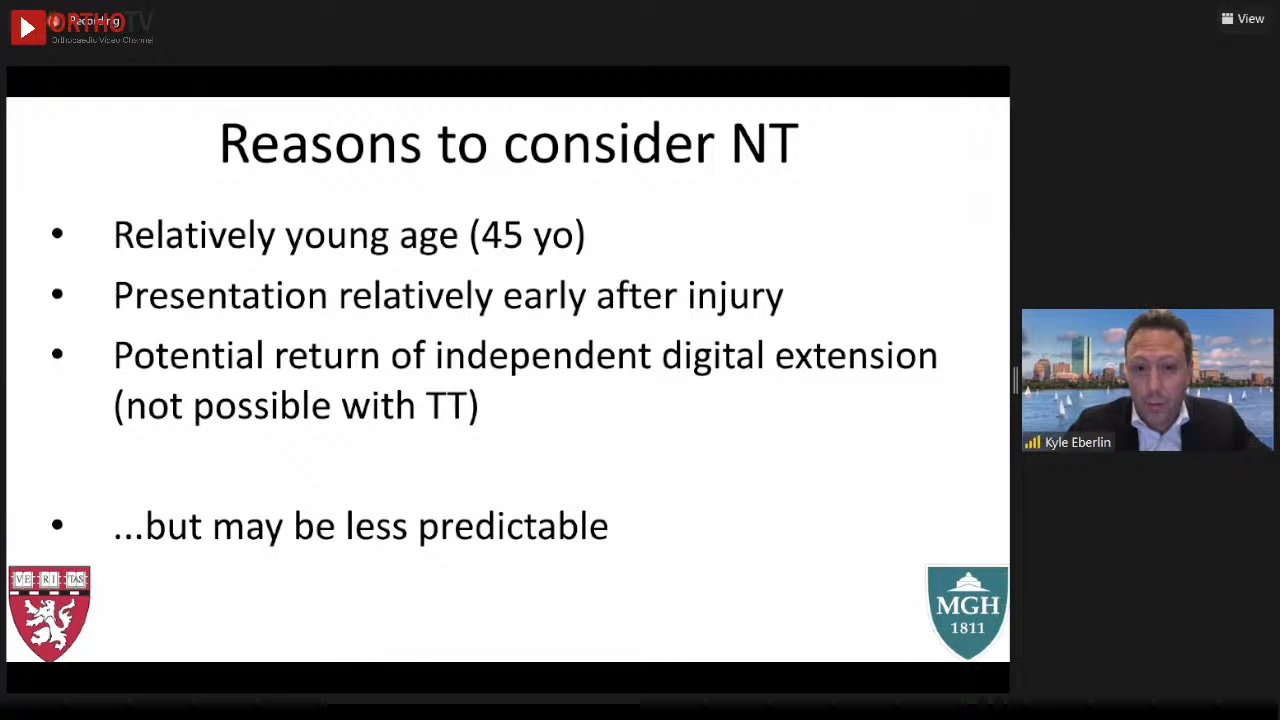 Recording
ORTHOTV
Orthopaedic Video Channel
View
Reasons to consider NT
• Relatively young age (45 yo)
• Presentation relatively early after injury
• Potential return of independent digital extension
(not possible with TT)
• ...but may be less predictable
VE RI TAS
MGH
1811
Kyle Eberlin